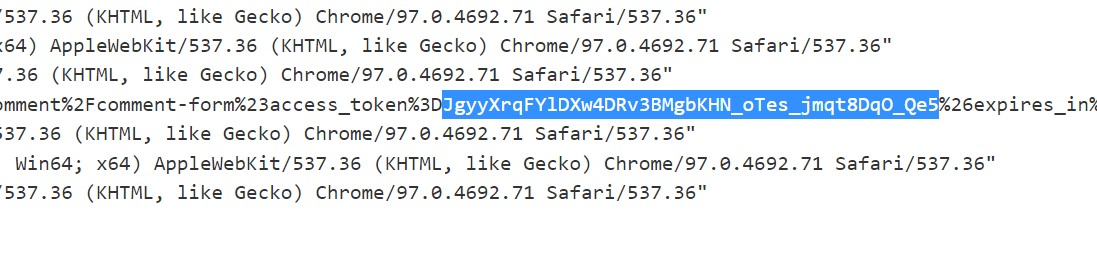 /537.36 (KHTML, like Gecko) Chrome/97.0.4692.71 Safari/537.36"
x64) AppleWebKit/537.36 (KHTML, like Gecko) Chrome/97.0.4692.71 Safari/537.36"
7.36 (KHTML, like Gecko) Chrome/97.0.4692.71 Safari/537.36"
omment%2Fcomment-form%23access_token%3DJgyyXrqFYlDXw4DRv3BMgbKHN_oTes_jmqt8DqO_Qe5%26expires_in%
537.36 (KHTML, like Gecko) Chrome/97.0.4692.71 Safari/537.36"
Win64; x64) AppleWebKit/537.36 (KHTML, like Gecko) Chrome/97.0.4692.71 Safari/537.36"
/537.36 (KHTML, like Gecko) Chrome/97.0.4692.71 Safari/537.36"